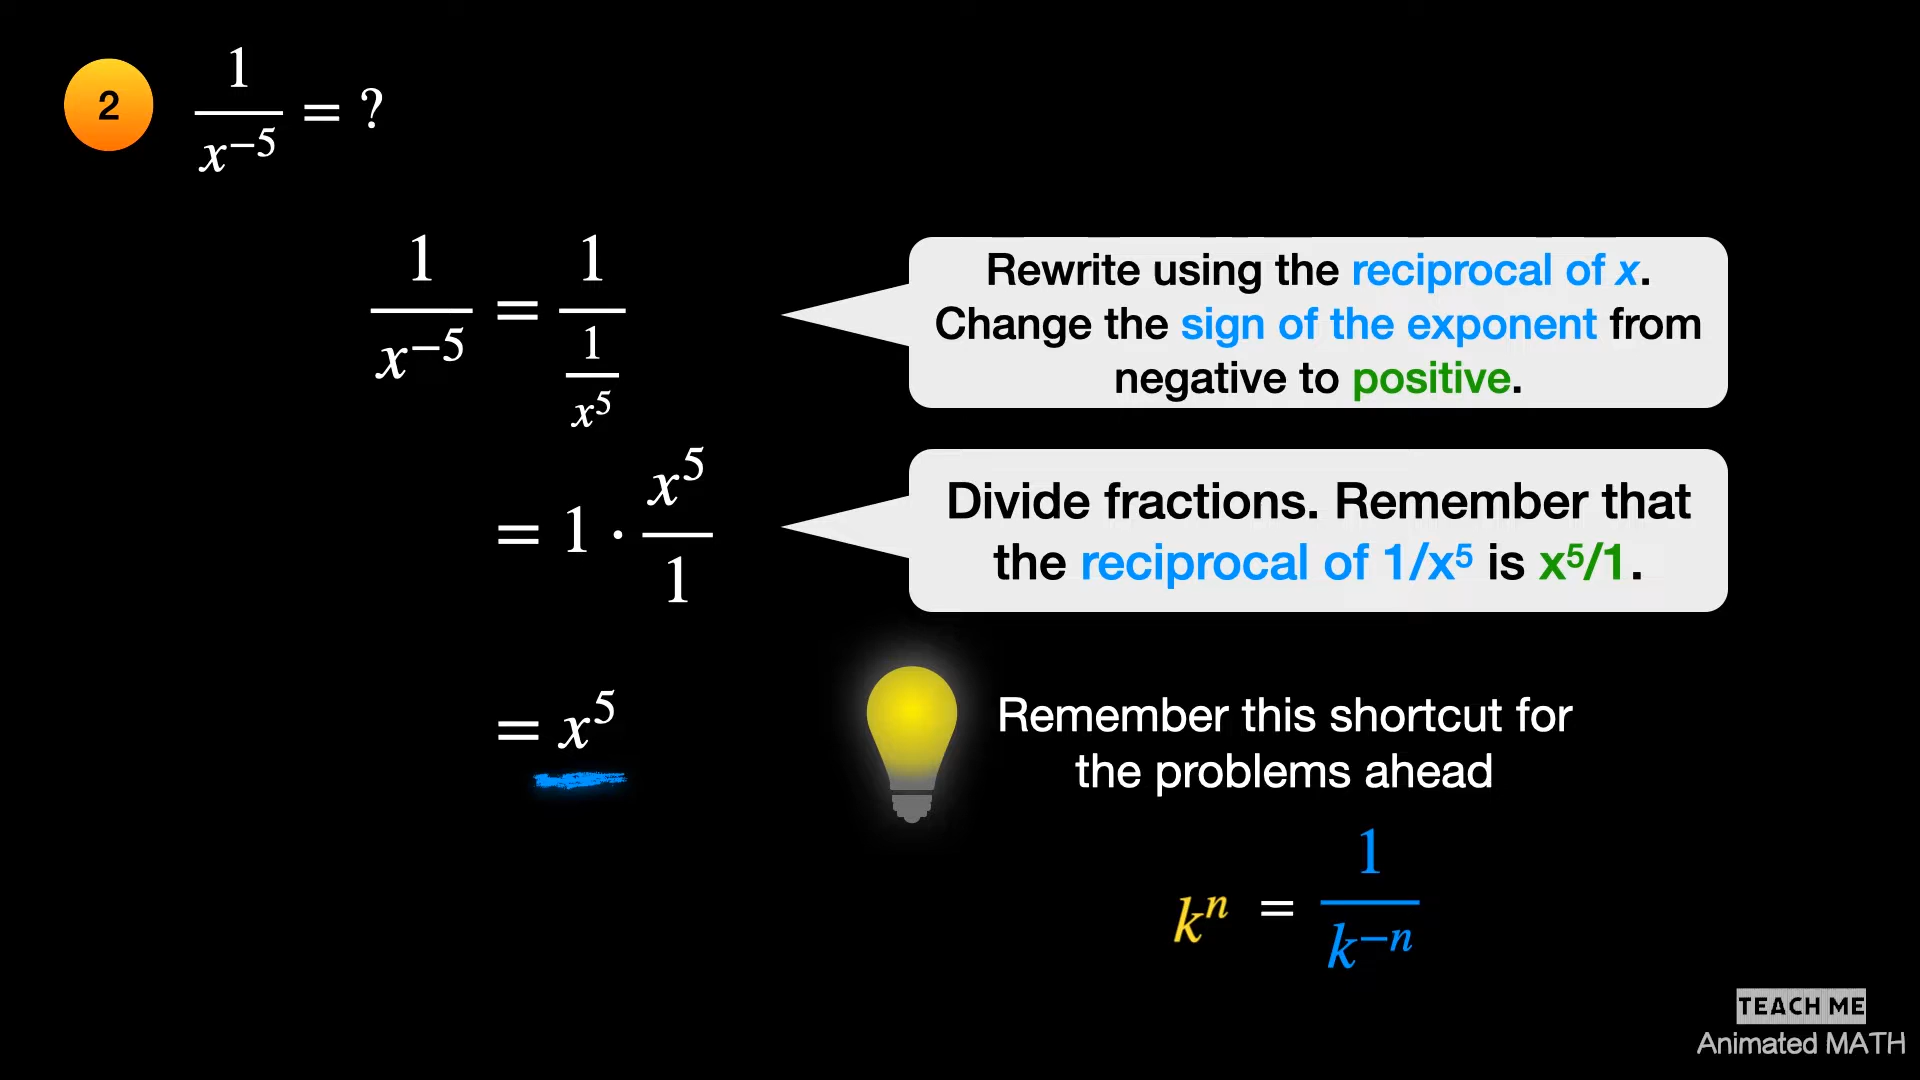 2
1/x⁻⁵ = ?
1/x⁻⁵ = 1/(1/x⁵)
Rewrite using the reciprocal of x.
Change the sign of the exponent from
negative to positive.
= 1 · x⁵/1
Divide fractions. Remember that
the reciprocal of 1/x⁵ is x⁵/1.
= x⁵
Remember this shortcut for
the problems ahead
kⁿ = 1/k⁻ⁿ
TEACH ME
Animated MATH